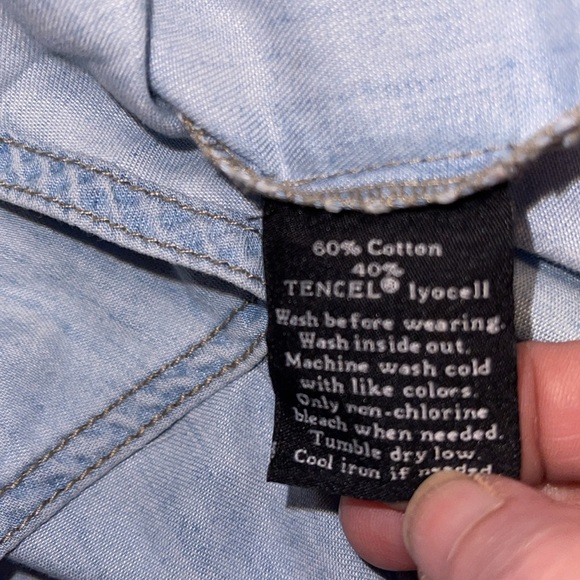 60% Cotton
40%
TENCEL® lyocell
Wash before wearing.
Wash inside out.
Machine wash cold
with like colors.
Only non-chlorine
bleach when needed.
Tumble dry low.
Cool iron if needed